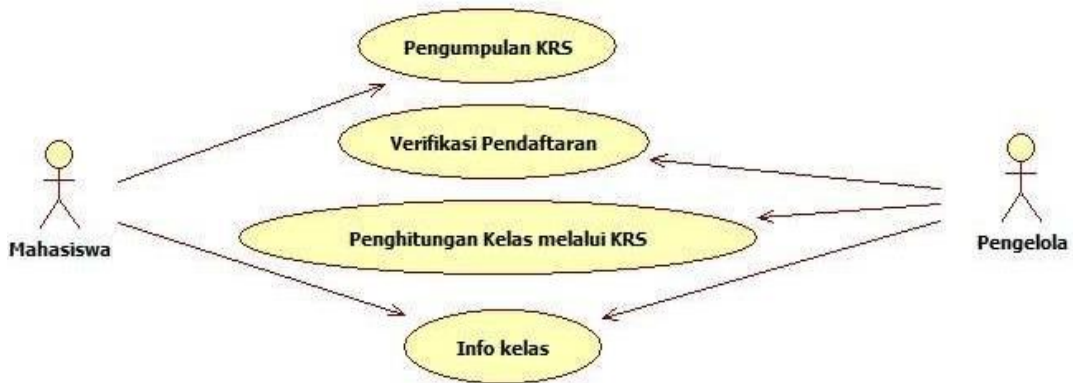 Pengumpulan KRS
Verifikasi Pendaftaran
Mahasiswa
Penghitungan Kelas melalui KRS
Pengelola
Info kelas